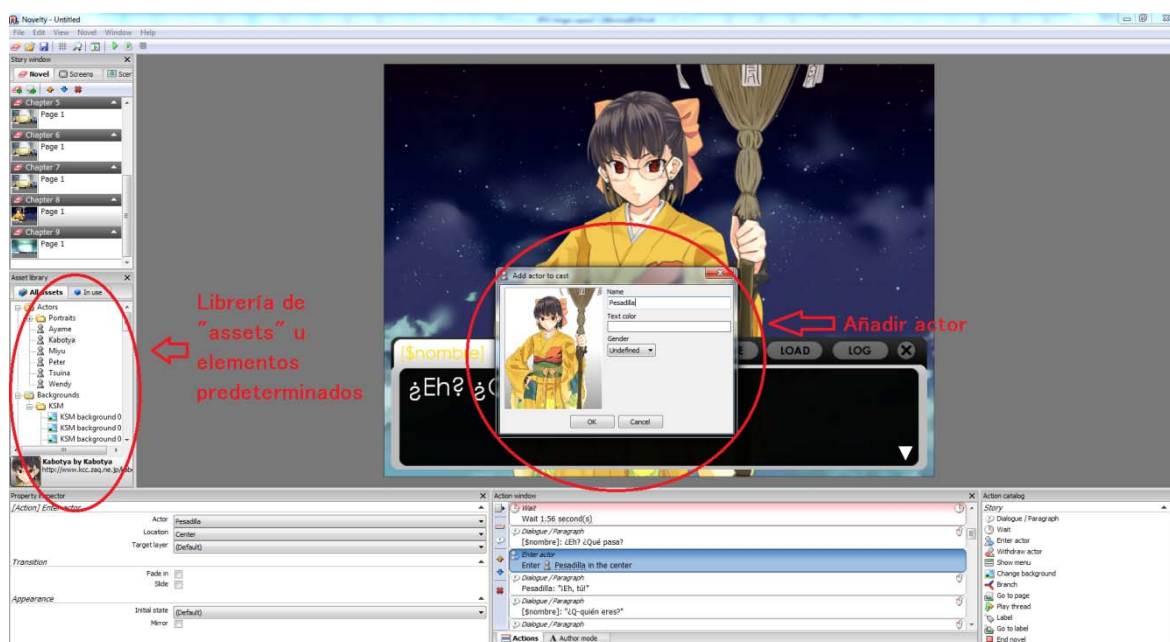 Novelty - Untitled
File Edit View Novel Window Help
Story window
Novel Screens Scer
Chapter 5
Page 1
Chapter 6
Page 1
Chapter 7
Page 1
Chapter 8
Page 1
Chapter 9
Page 1
Asset library
All assets In use
Actors
Portraits
Ayame
Kabotya
Miyu
Peter
Tsuina
Wendy
Backgrounds
KSM
KSM background 0
KSM background 0
KSM background 0
Kabotya by Kabotya
Librería de
"assets" u
elementos
predeterminados
Add actor to cast
Name
Pesadilla
Text color
Gender
Undefined
OK Cancel
Añadir actor
[$nombre]
LOAD LOG
¿Eh? ¿
Property inspector
[Action] Enter actor
Actor Pesadilla
Location Center
Target layer (Default)
Transition
Fade in
Slide
Appearance
Initial state (Default)
Mirror
Action window
Wait
Wait 1.56 second(s)
Dialogue / Paragraph
[$nombre]: ¿Eh? ¿Qué pasa?
Enter actor
Enter Pesadilla in the center
Dialogue / Paragraph
Pesadilla: "¡Eh, tú!"
Dialogue / Paragraph
[$nombre]: "¿Q-quién eres?"
Dialogue / Paragraph
Actions Author mode
Action catalog
Story
Dialogue / Paragraph
Wait
Enter actor
Withdraw actor
Show menu
Change background
Branch
Go to page
Play thread
Label
Go to label
End novel